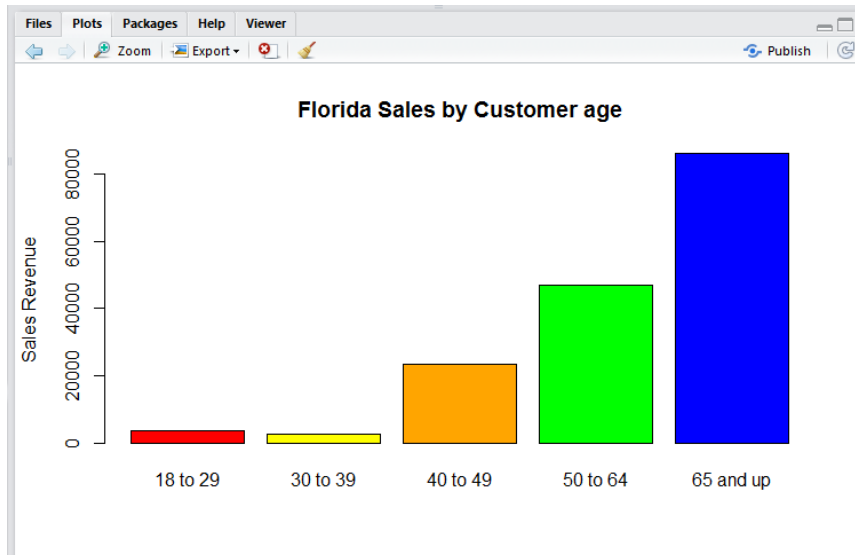 Files Plots Packages Help Viewer
Zoom Export Publish
Florida Sales by Customer age
Sales Revenue
80000
60000
40000
20000
0
18 to 29 30 to 39 40 to 49 50 to 64 65 and up